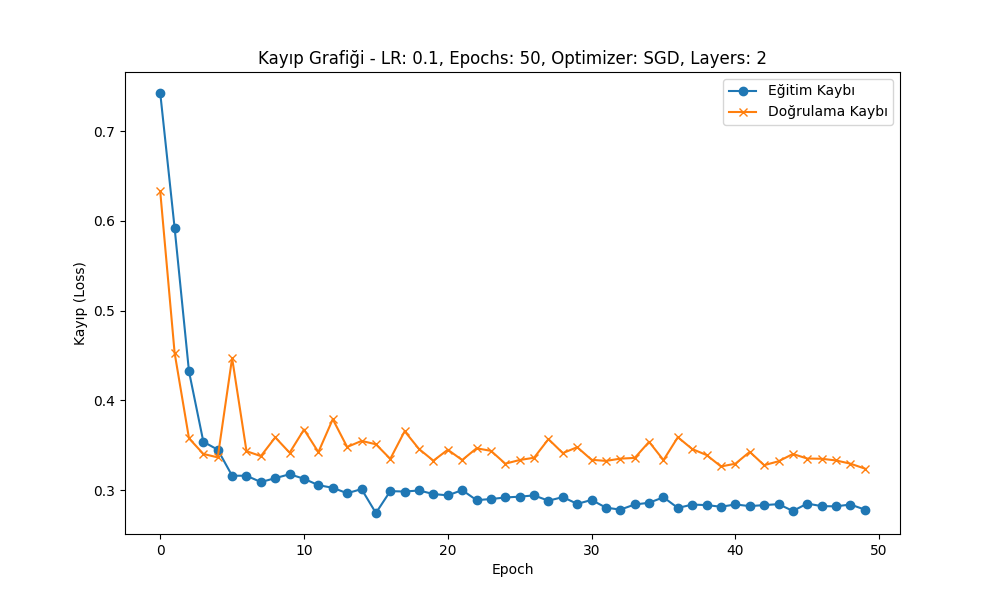 Kayıp Grafiği - LR: 0.1, Epochs: 50, Optimizer: SGD, Layers: 2
Eğitim Kaybı
Doğrulama Kaybı
0.7
0.6
0.5
0.4
0.3
Kayıp (Loss)
0 10 20 30 40 50
Epoch